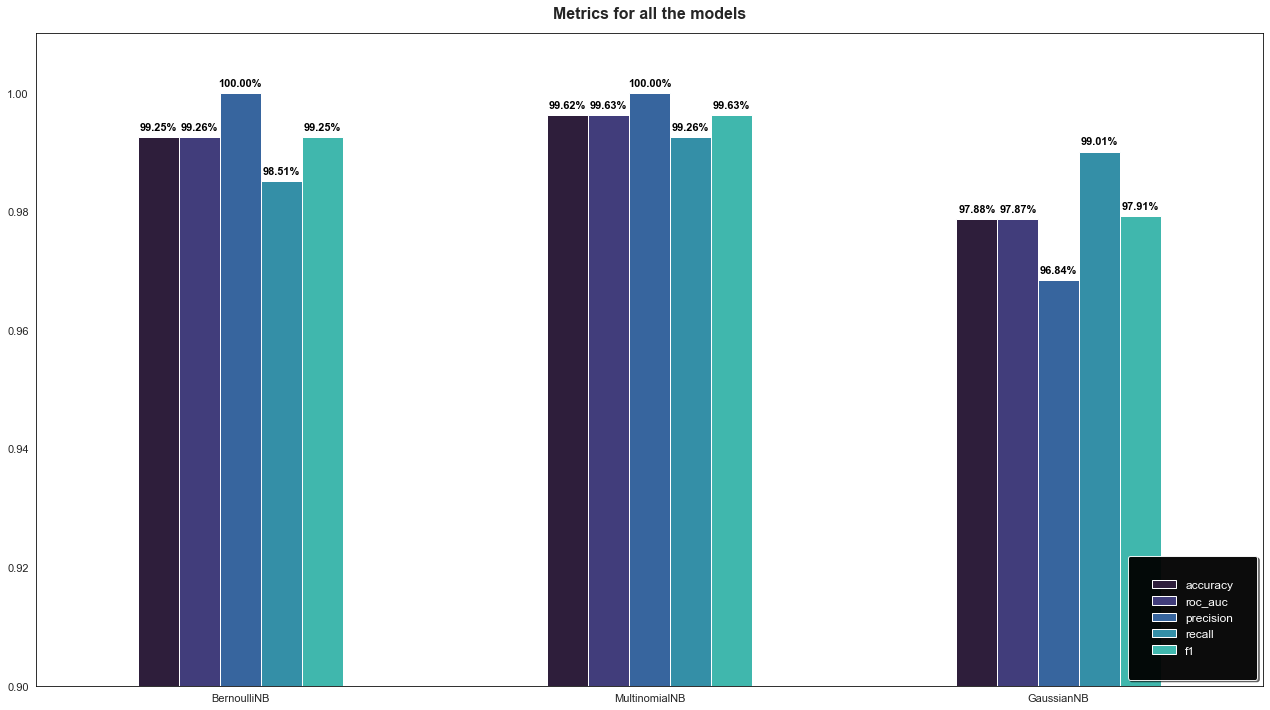 Metrics for all the models
1.00
0.98
0.96
0.94
0.92
0.90
99.25% 99.26% 100.00% 98.51% 99.25%
99.62% 99.63% 100.00% 99.26% 99.63%
97.88% 97.87% 96.84% 99.01% 97.91%
BernoulliNB MultinomialNB GaussianNB
accuracy
roc_auc
precision
recall
f1